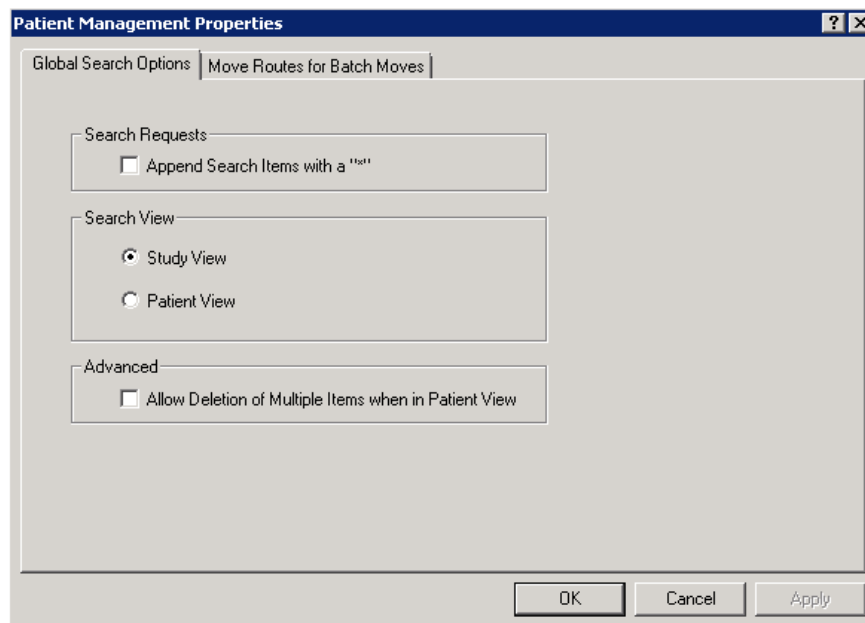 Patient Management Properties
Global Search Options
Move Routes for Batch Moves
Search Requests
Append Search Items with a "*"
Search View
Study View
Patient View
Advanced
Allow Deletion of Multiple Items when in Patient View
OK
Cancel
Apply